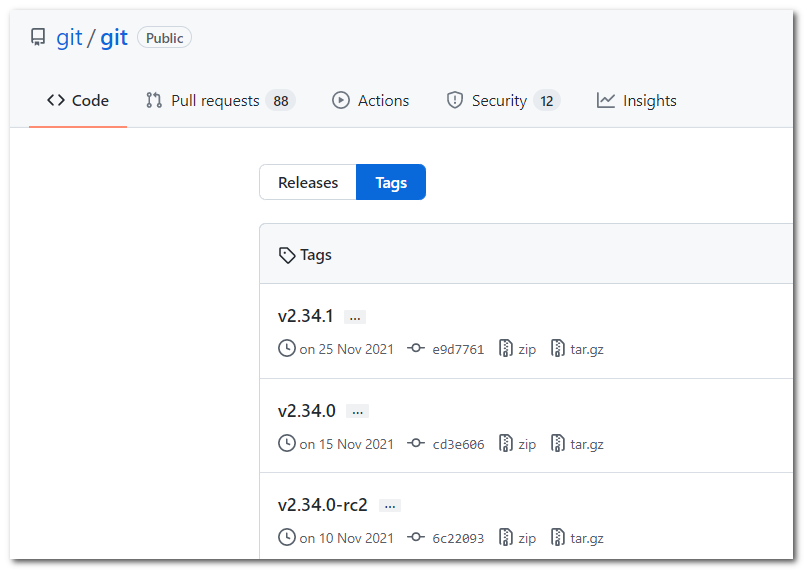 git / git Public
Code Pull requests 88 Actions Security 12 Insights
Releases Tags
Tags
v2.34.1 ...
on 25 Nov 2021 e9d7761 zip tar.gz
v2.34.0 ...
on 15 Nov 2021 cd3e606 zip tar.gz
v2.34.0-rc2 ...
on 10 Nov 2021 6c22093 zip tar.gz